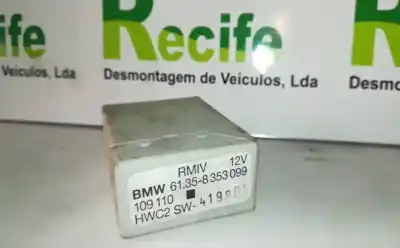 ife
Recife
Veículos, Lda
Desmontagem de Veículos, Lda
RMIV 12V
BMW 61.35-8 353 099
109 110
HWC2 SW-